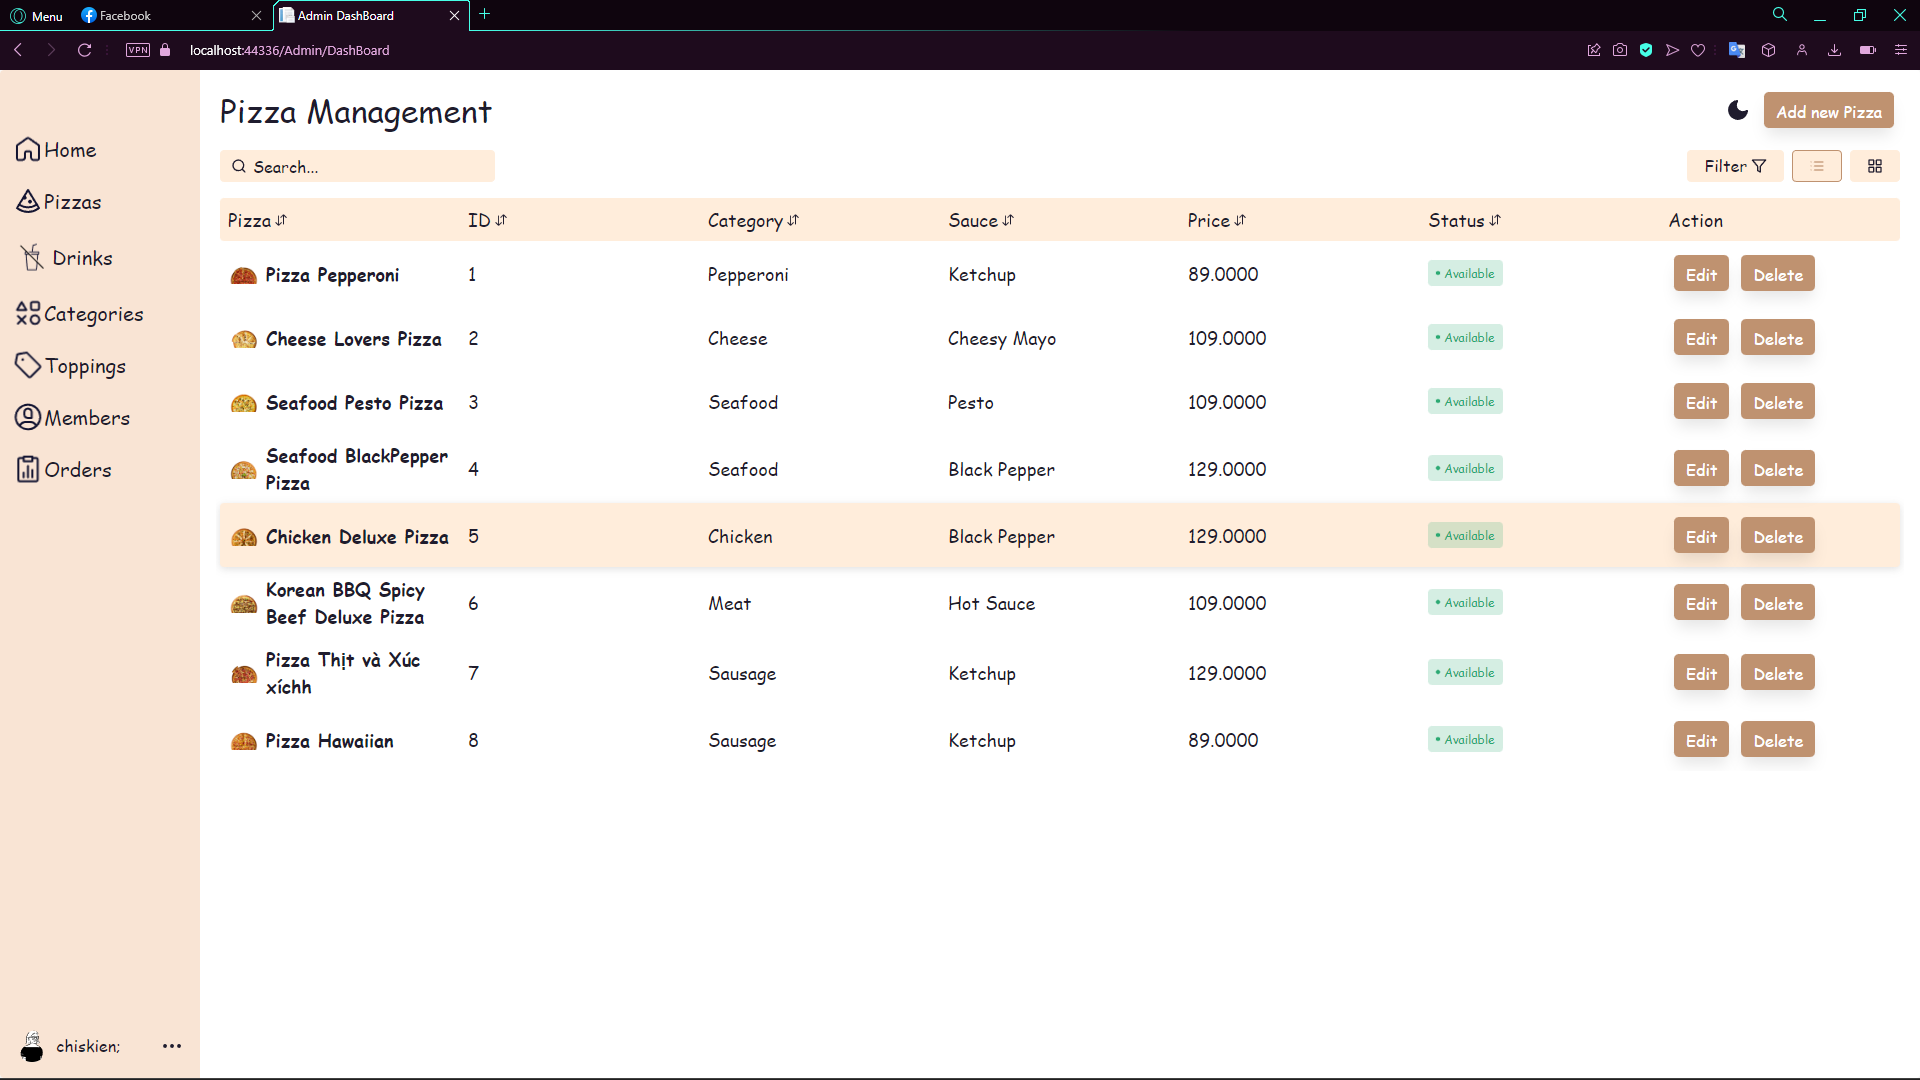 Menu Facebook Admin DashBoard
VPN localhost:44336/Admin/DashBoard
Pizza Management
Add new Pizza
Home
Pizzas
Drinks
Categories
Toppings
Members
Orders
chiskien;
Search...
Filter
Pizza ID Category Sauce Price Status Action
Pizza Pepperoni 1 Pepperoni Ketchup 89.0000 • Available Edit Delete
Cheese Lovers Pizza 2 Cheese Cheesy Mayo 109.0000 • Available Edit Delete
Seafood Pesto Pizza 3 Seafood Pesto 109.0000 • Available Edit Delete
Seafood BlackPepper
Pizza 4 Seafood Black Pepper 129.0000 • Available Edit Delete
Chicken Deluxe Pizza 5 Chicken Black Pepper 129.0000 • Available Edit Delete
Korean BBQ Spicy
Beef Deluxe Pizza 6 Meat Hot Sauce 109.0000 • Available Edit Delete
Pizza Thịt và Xúc
xíchh 7 Sausage Ketchup 129.0000 • Available Edit Delete
Pizza Hawaiian 8 Sausage Ketchup 89.0000 • Available Edit Delete